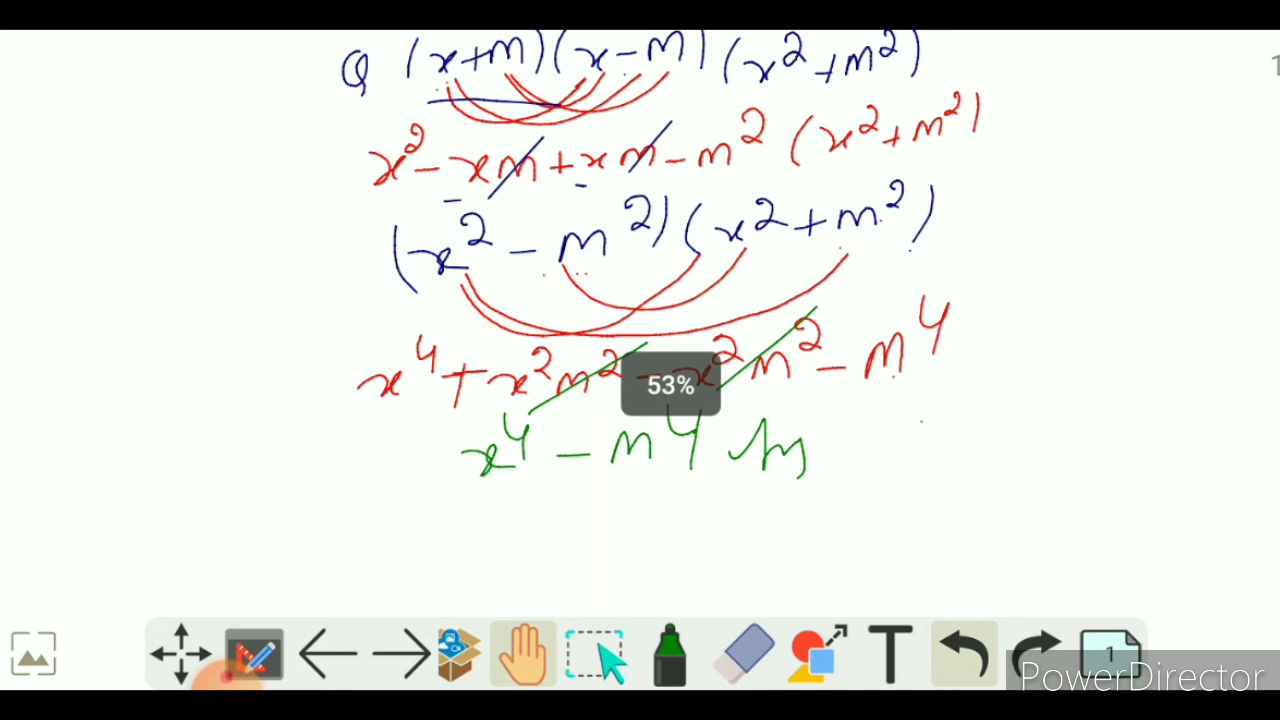 Q (x+m)(x-m)(x²+m²)
x² - xm + xm - m² (x²+m²)
(x² - m²)(x²+m²)
x⁴ + x²m² - x²m² - m⁴
53%
x⁴ - m⁴
T
1
PowerDirector